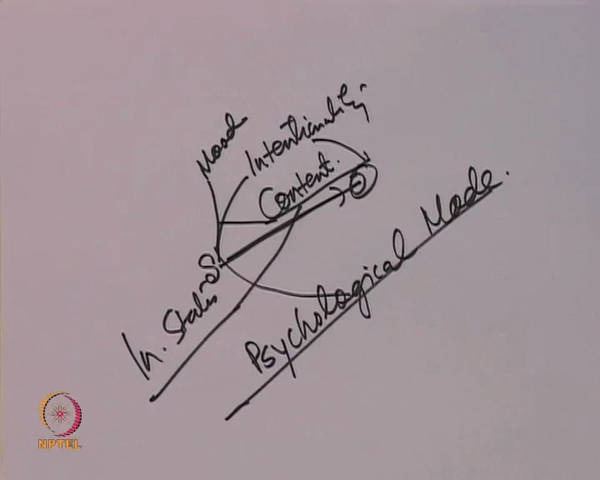 Mood
Intentionality
Content.
S
O
In. States
Psychological Mode.
NPTEL